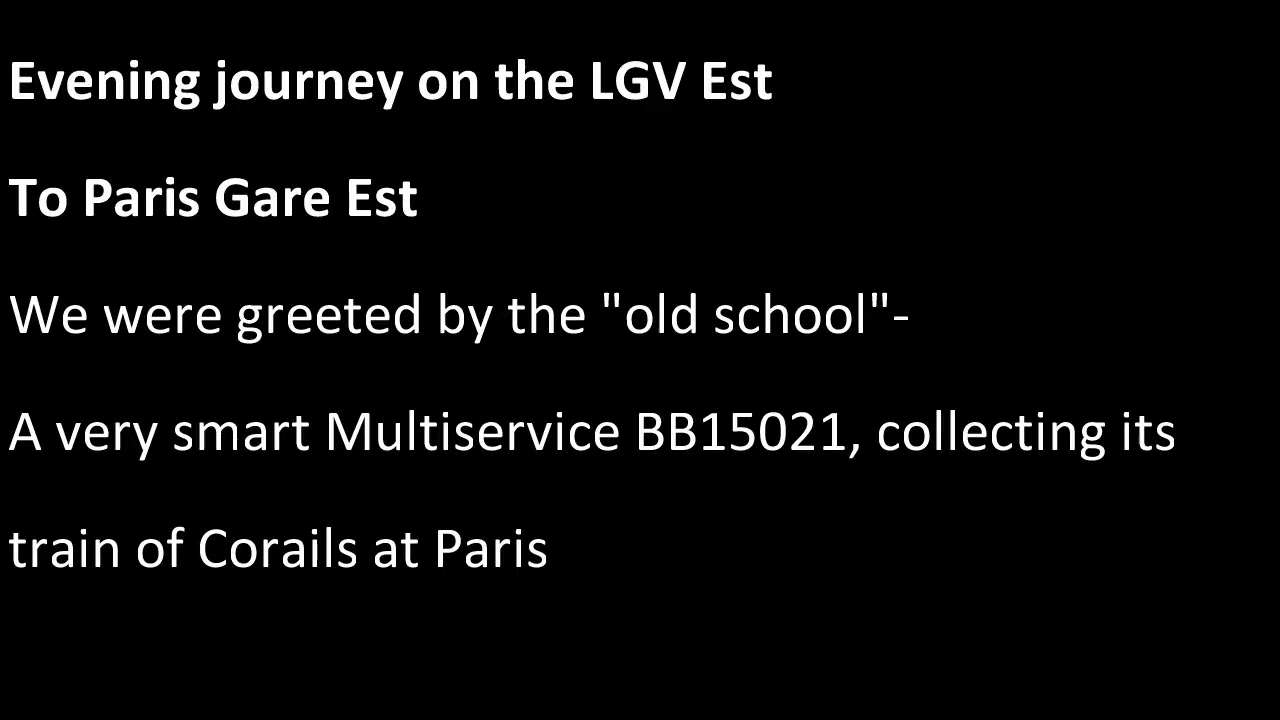 Evening journey on the LGV Est
To Paris Gare Est
We were greeted by the "old school"-
A very smart Multiservice BB15021, collecting its
train of Corails at Paris